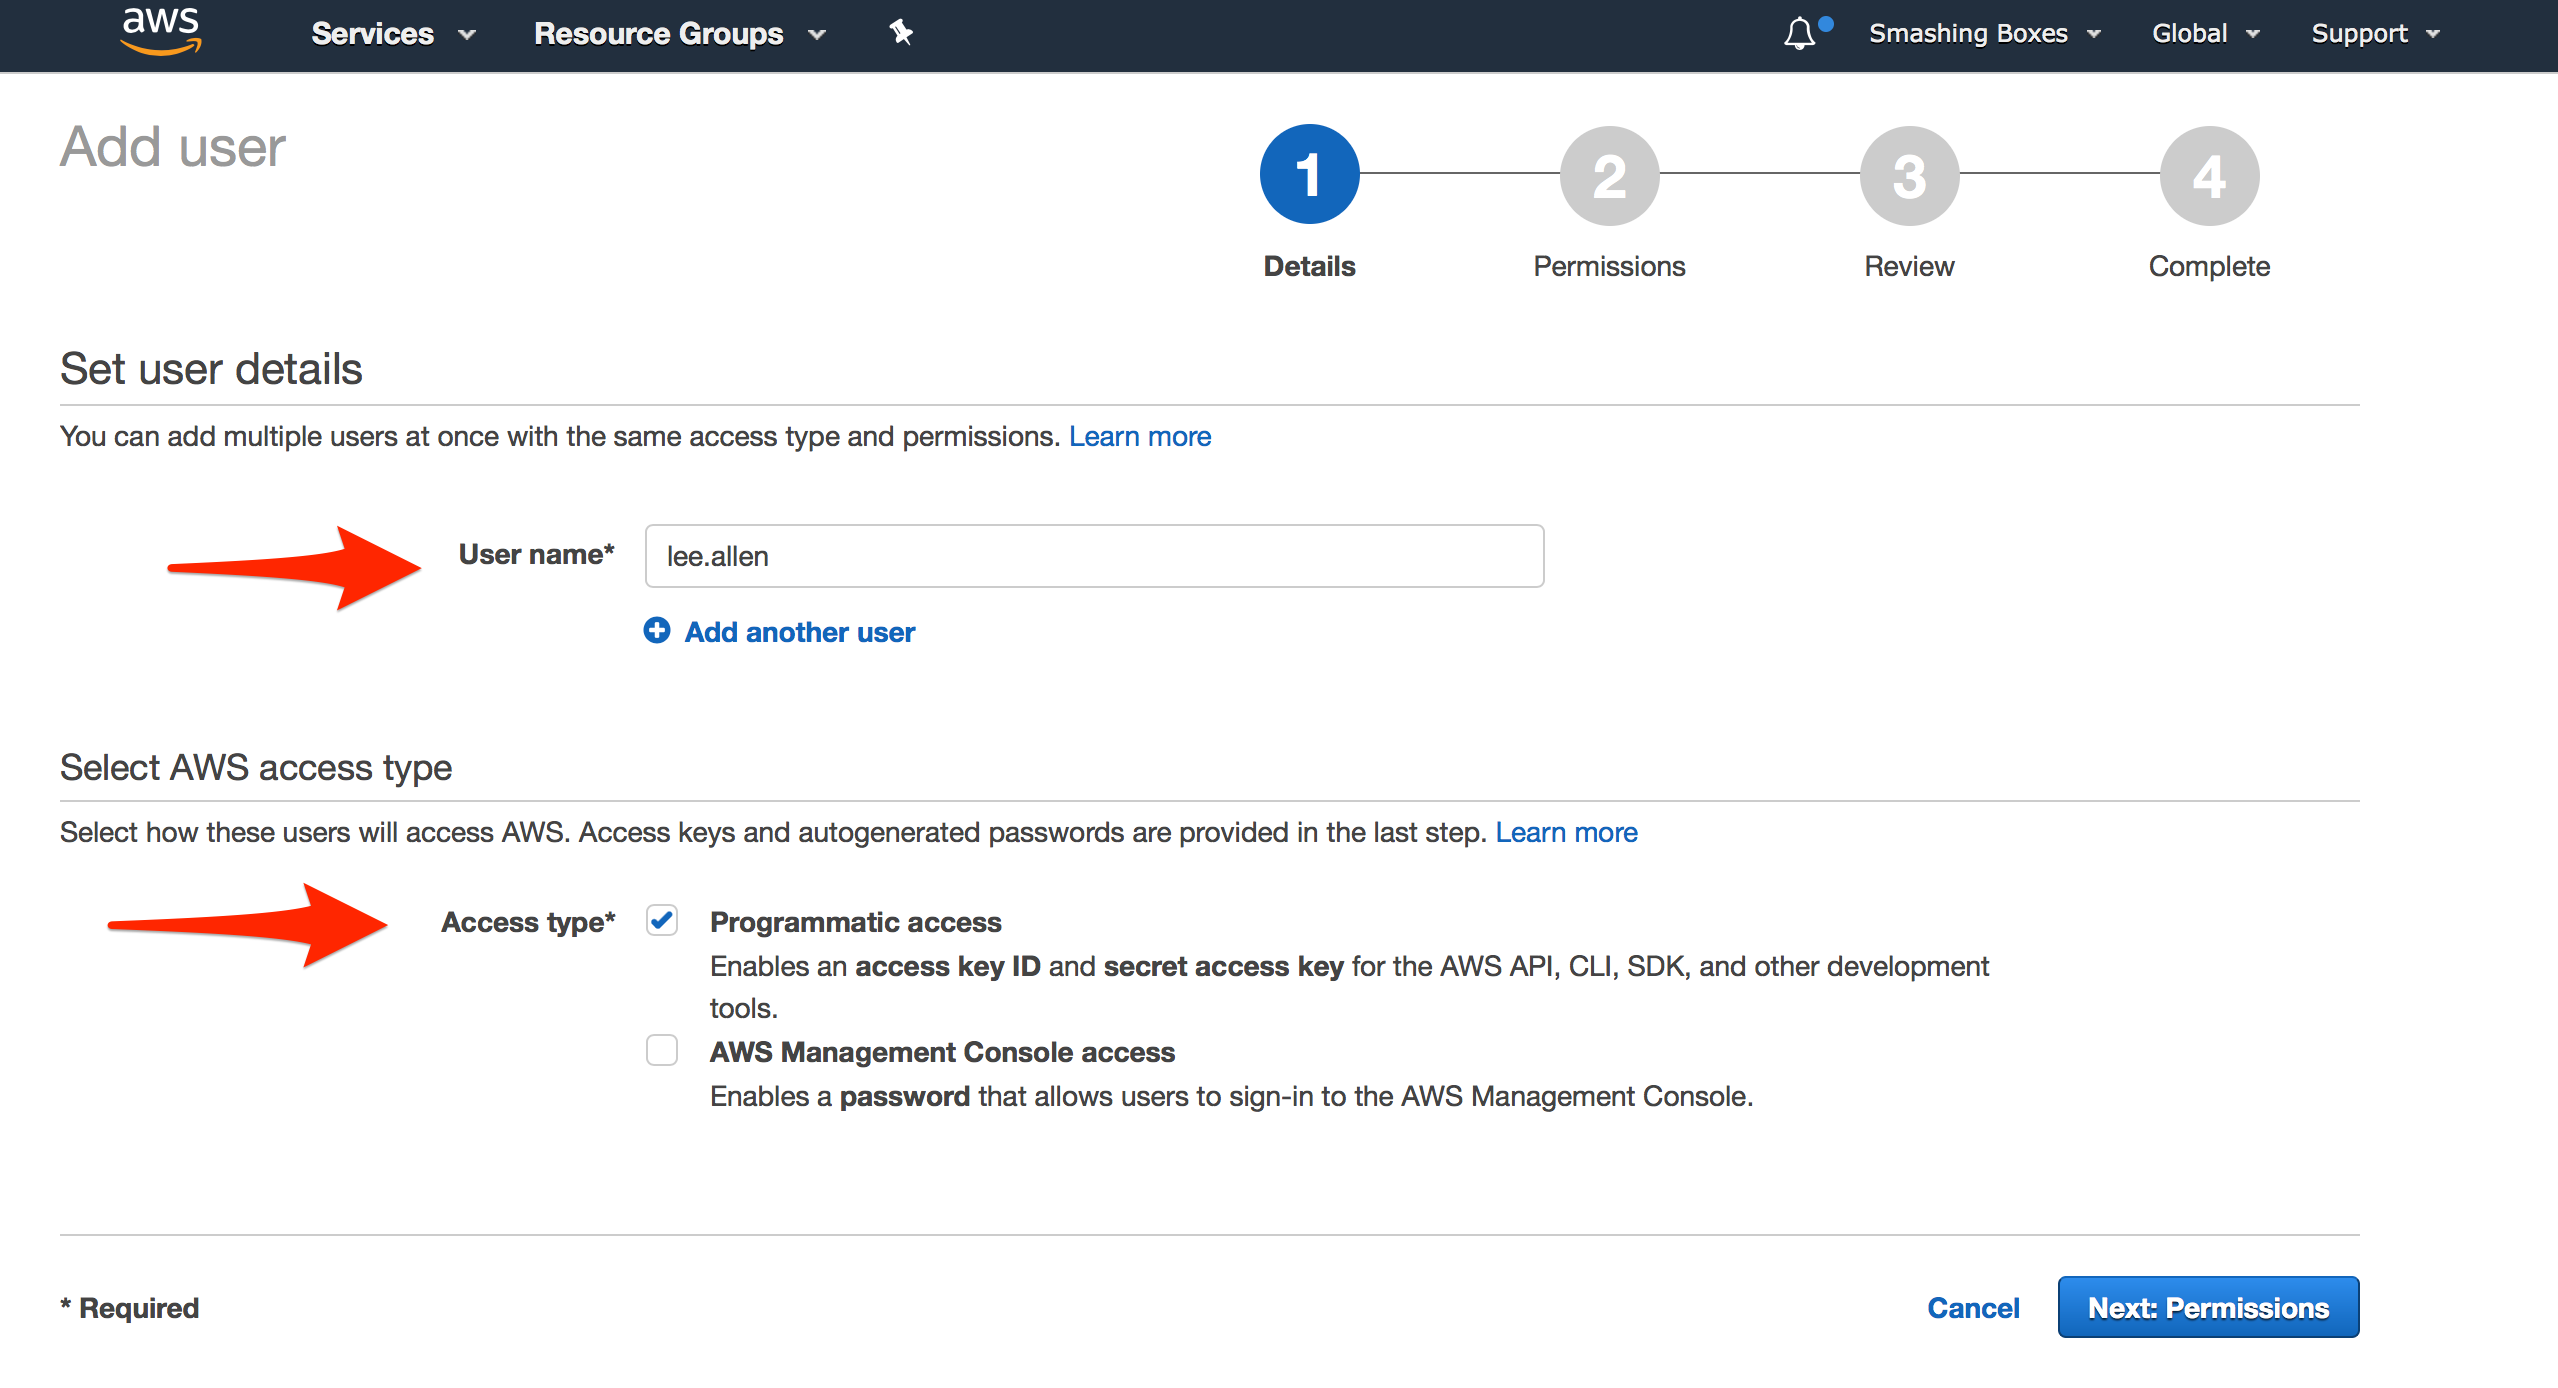 aws Services Resource Groups Smashing Boxes Global Support
Add user
1 2 3 4
Details Permissions Review Complete
Set user details
You can add multiple users at once with the same access type and permissions. Learn more
User name* lee.allen
Add another user
Select AWS access type
Select how these users will access AWS. Access keys and autogenerated passwords are provided in the last step. Learn more
Access type* Programmatic access
Enables an access key ID and secret access key for the AWS API, CLI, SDK, and other development
tools.
AWS Management Console access
Enables a password that allows users to sign-in to the AWS Management Console.
* Required Cancel Next: Permissions